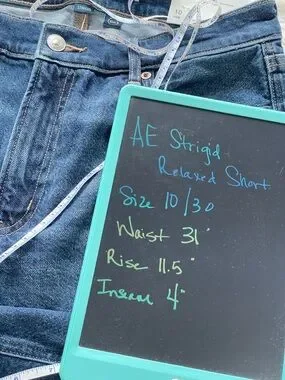 AE Strigid
Relaxed Short
Size 10/30
Waist 31"
Rise 11.5"
Inseam 4"